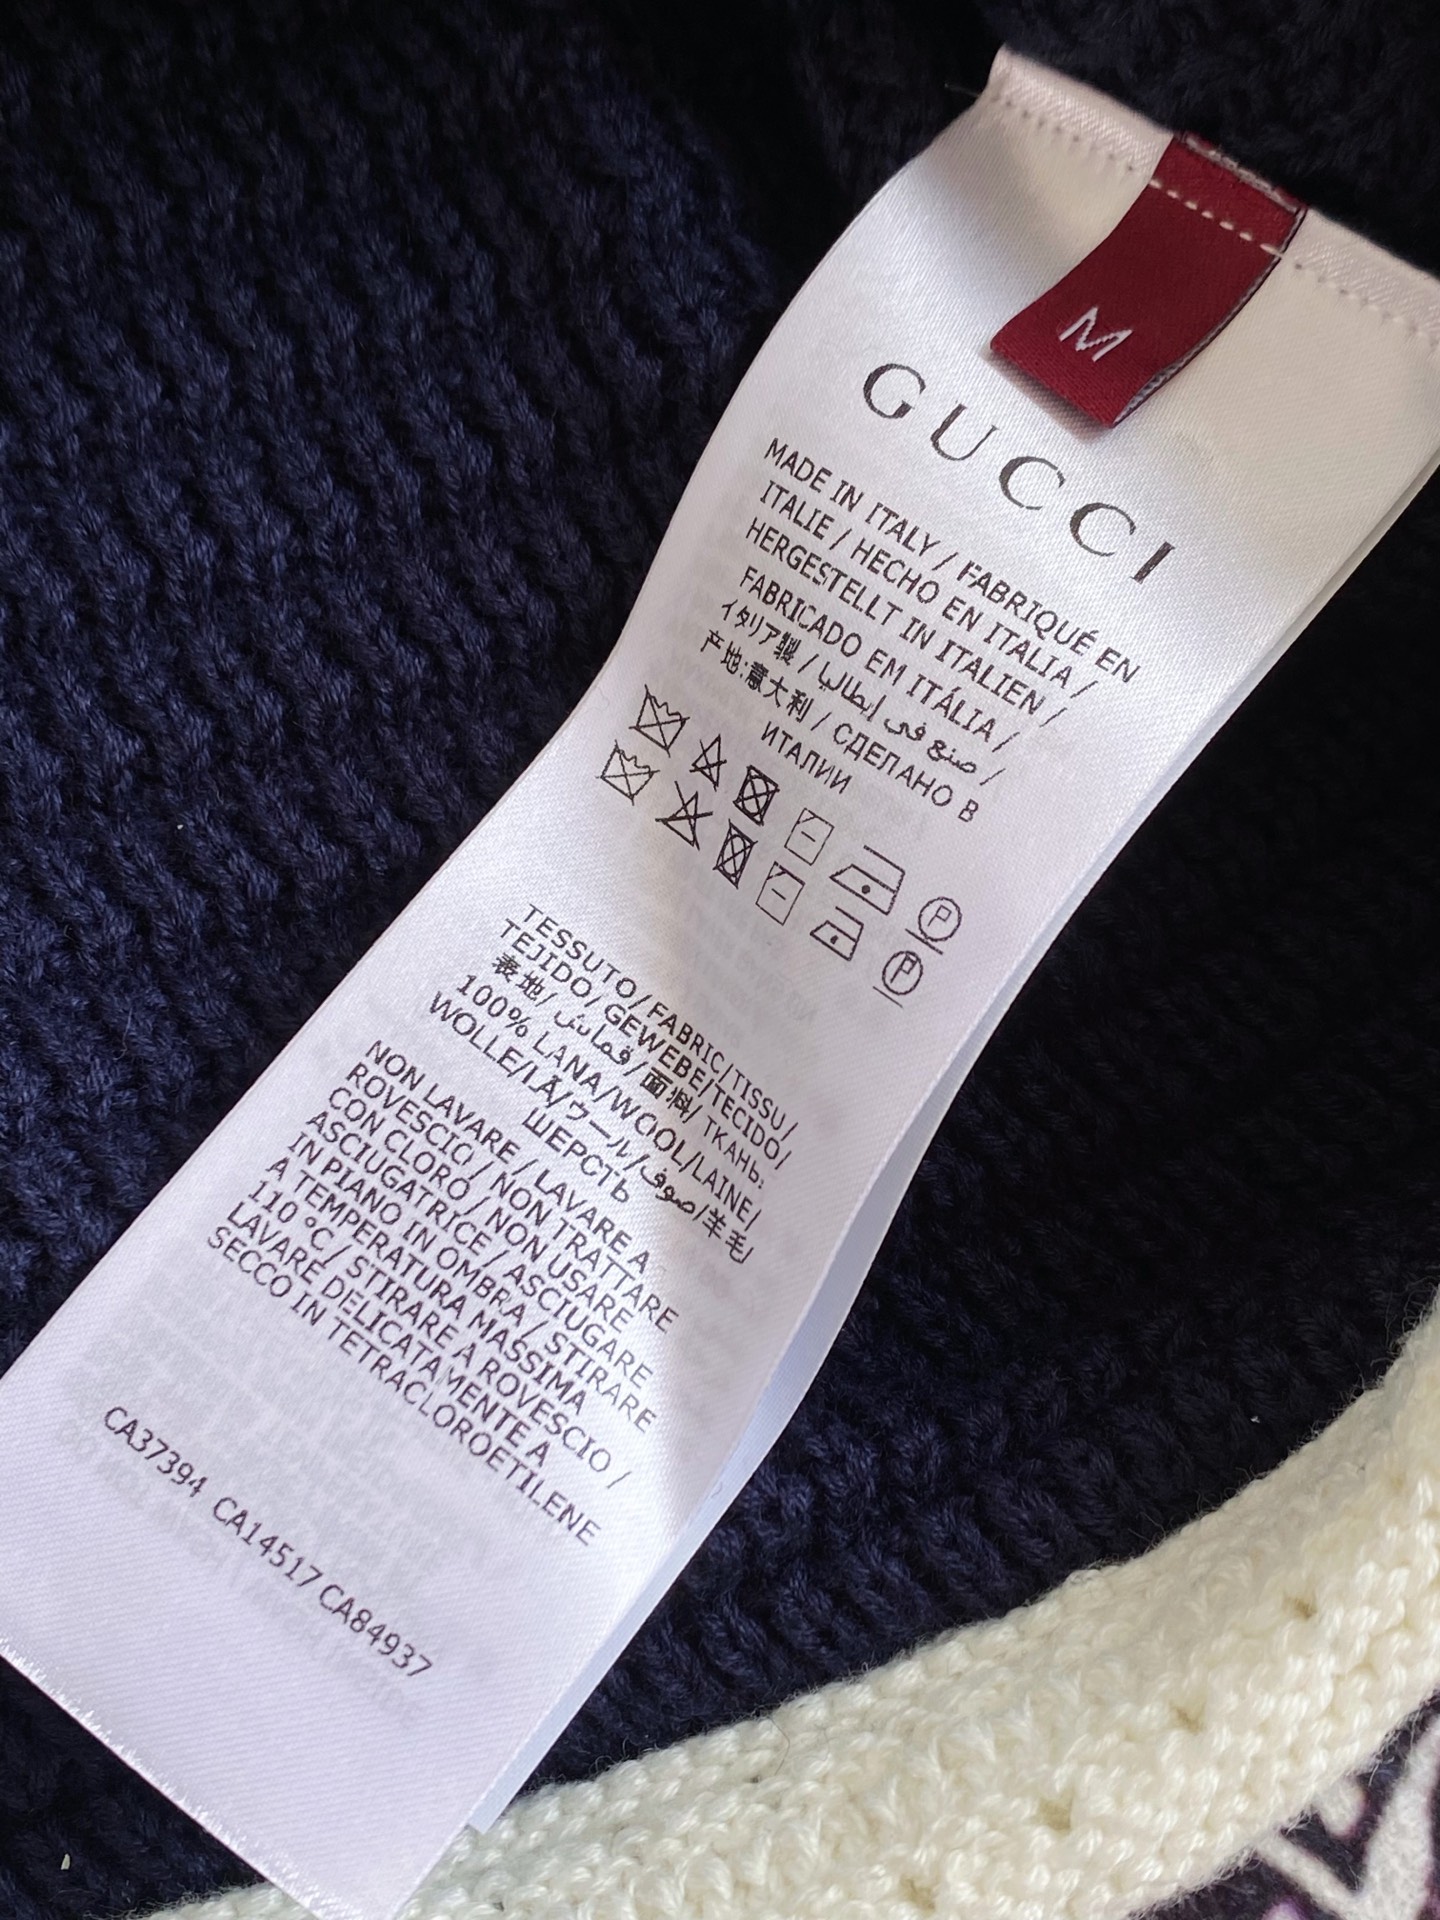 M
GUCCI
MADE IN ITALY / FABRIQUÉ EN
ITALIE / HECHO EN ITALIA /
HERGESTELLT IN ITALIEN /
FABRICADO EM ITÁLIA /
イタリア製 / صنع في إيطاليا /
产地:意大利 / СДЕЛАНО В
ИТАЛИИ
P
P
TESSUTO/FABRIC/TISSU/
TEJIDO/GEWEBE/TECIDO/
表地/قماش/面料/ТКАНЬ:
100% LANA/WOOL/LAINE/
WOLLE/LÃ/ウール/صوف/羊毛/
ШЕРСТЬ
NON LAVARE / LAVARE A
ROVESCIO / NON TRATTARE
CON CLORO / NON USARE
ASCIUGATRICE / ASCIUGARE
IN PIANO IN OMBRA / STIRARE
A TEMPERATURA MASSIMA
110 °C / STIRARE A ROVESCIO /
LAVARE DELICATAMENTE A
SECCO IN TETRACLOROETILENE
CA37394 CA14517 CA84937